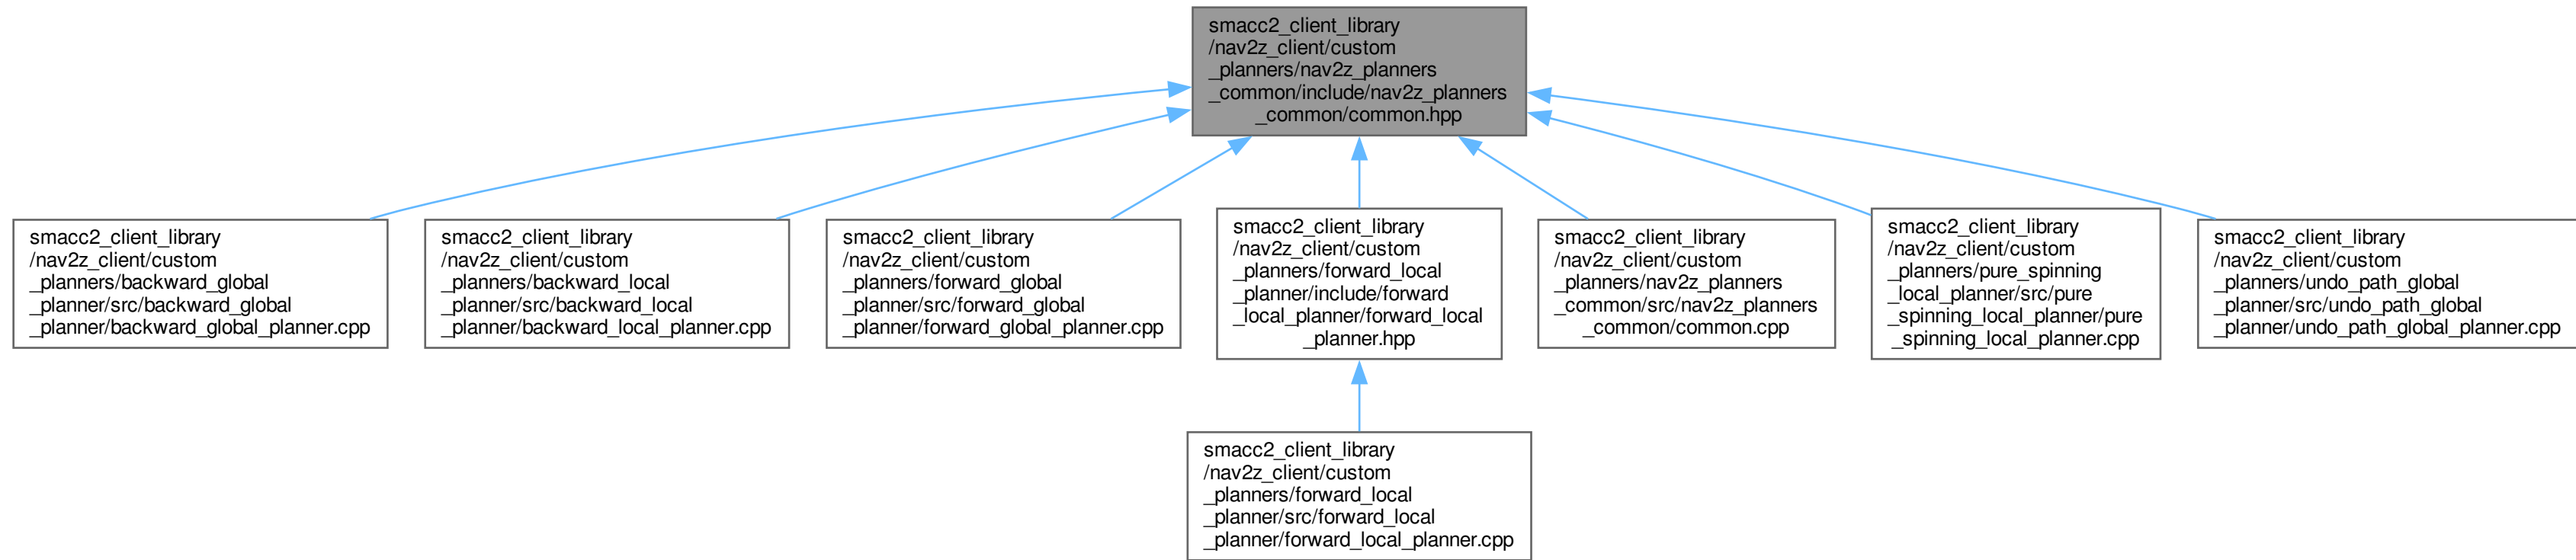 smacc2_client_library
/nav2z_client/custom
_planners/nav2z_planners
_common/include/nav2z_planners
_common/common.hpp
smacc2_client_library
/nav2z_client/custom
_planners/backward_global
_planner/src/backward_global
_planner/backward_global_planner.cpp
smacc2_client_library
/nav2z_client/custom
_planners/backward_local
_planner/src/backward_local
_planner/backward_local_planner.cpp
smacc2_client_library
/nav2z_client/custom
_planners/forward_global
_planner/src/forward_global
_planner/forward_global_planner.cpp
smacc2_client_library
/nav2z_client/custom
_planners/forward_local
_planner/include/forward
_local_planner/forward_local
_planner.hpp
smacc2_client_library
/nav2z_client/custom
_planners/nav2z_planners
_common/src/nav2z_planners
_common/common.cpp
smacc2_client_library
/nav2z_client/custom
_planners/pure_spinning
_local_planner/src/pure
_spinning_local_planner/pure
_spinning_local_planner.cpp
smacc2_client_library
/nav2z_client/custom
_planners/undo_path_global
_planner/src/undo_path_global
_planner/undo_path_global_planner.cpp
smacc2_client_library
/nav2z_client/custom
_planners/forward_local
_planner/src/forward_local
_planner/forward_local_planner.cpp